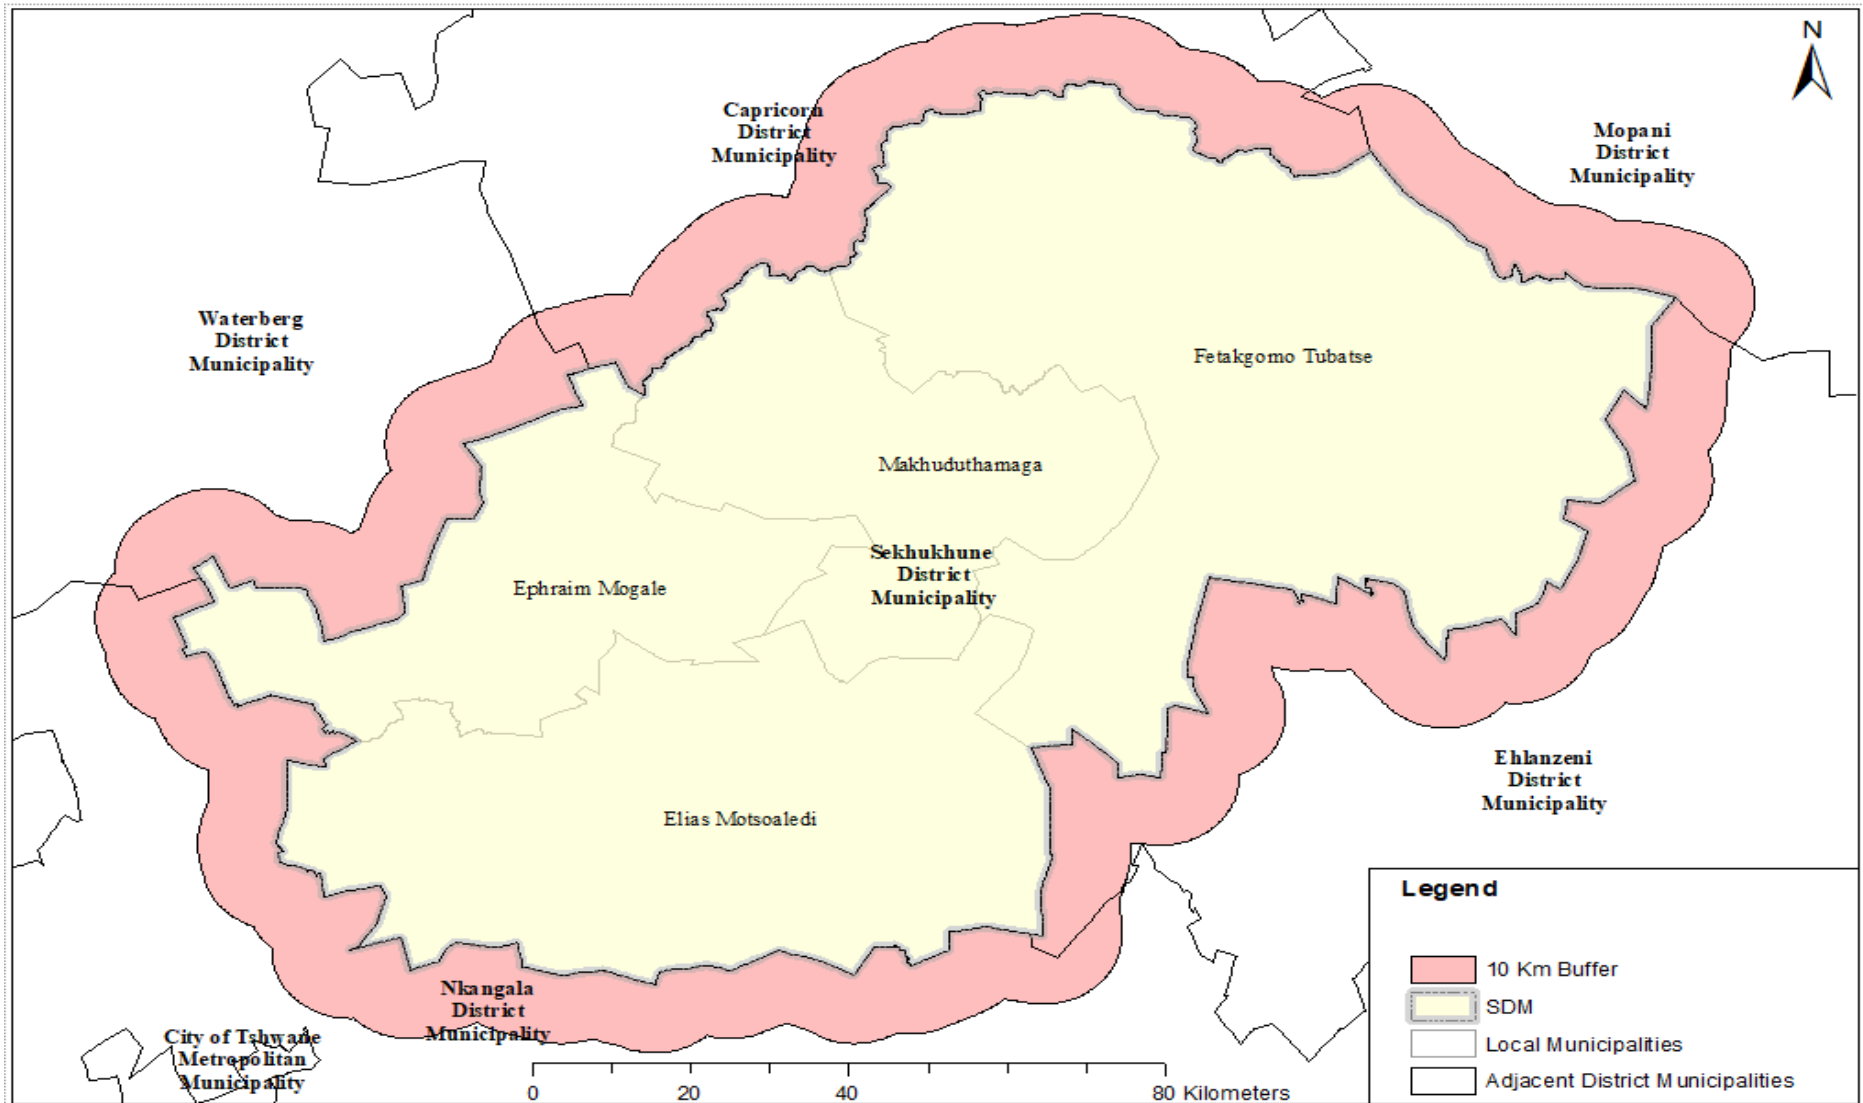 N
Capricorn
District
Municipality
Mopani
District
Municipality
Waterberg
District
Municipality
Fetakgomo Tubatse
Makhuduthamaga
Sekhukhune
District
Municipality
Ephraim Mogale
Ehlanzeni
District
Municipality
Elias Motsoaledi
Nkangala
District
Municipality
City of Tshwane
Metropolitan
Municipality
0 20 40 80 Kilometers
Legend
10 Km Buffer
SDM
Local Municipalities
Adjacent District Municipalities